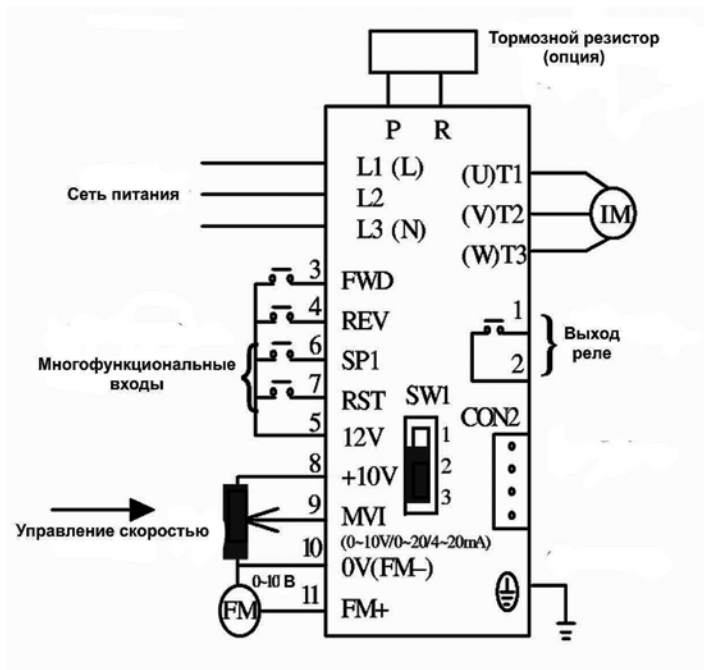 Тормозной резистор
(опция)
P R
L1 (L)
(U)T1
Сеть питания
L2
(V)T2
IM
L3 (N)
(W)T3
3
FWD
4
REV
1
Выход
реле
Многофункциональные
входы
6
SP1
2
7
RST
SW1
5
12V
1
CON2
8
+10V
2
3
9
MVI
Управление скоростью
(0~10V/0~20/4~20mA)
10
0V(FM–)
0~10 В
FM
11
FM+